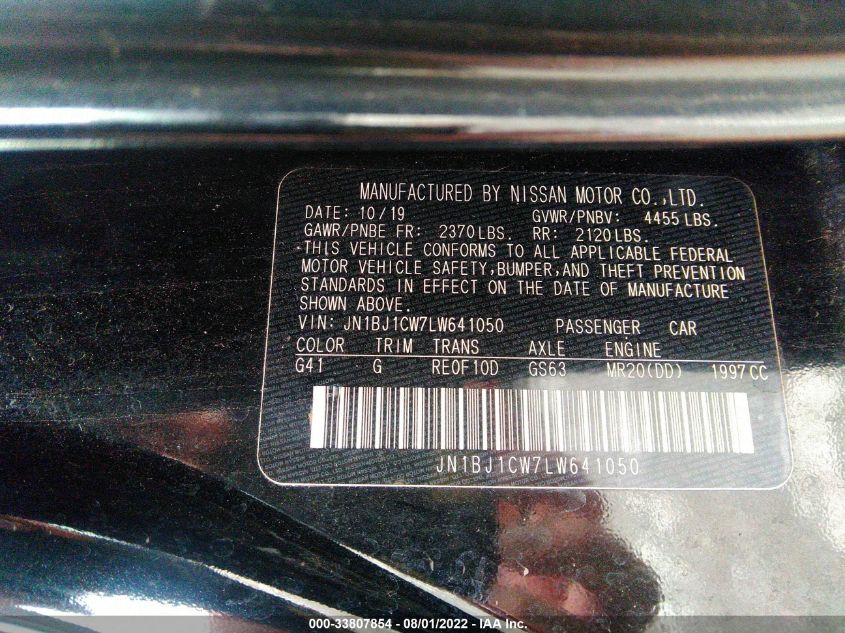 MANUFACTURED BY NISSAN MOTOR CO.,LTD.
DATE: 10/19 GVWR/PNBV: 4455 LBS.
GAWR/PNBE FR: 2370 LBS. RR: 2120 LBS.
THIS VEHICLE CONFORMS TO ALL APPLICABLE FEDERAL
MOTOR VEHICLE SAFETY,BUMPER,AND THEFT PREVENTION
STANDARDS IN EFFECT ON THE DATE OF MANUFACTURE
SHOWN ABOVE.
VIN: JN1BJ1CW7LW641050 PASSENGER CAR
COLOR TRIM TRANS AXLE ENGINE
G41 G RE0F10D GS63 MR20(DD) 1997CC
JN1BJ1CW7LW641050
000-33807854 - 08/01/2022 - IAA Inc.